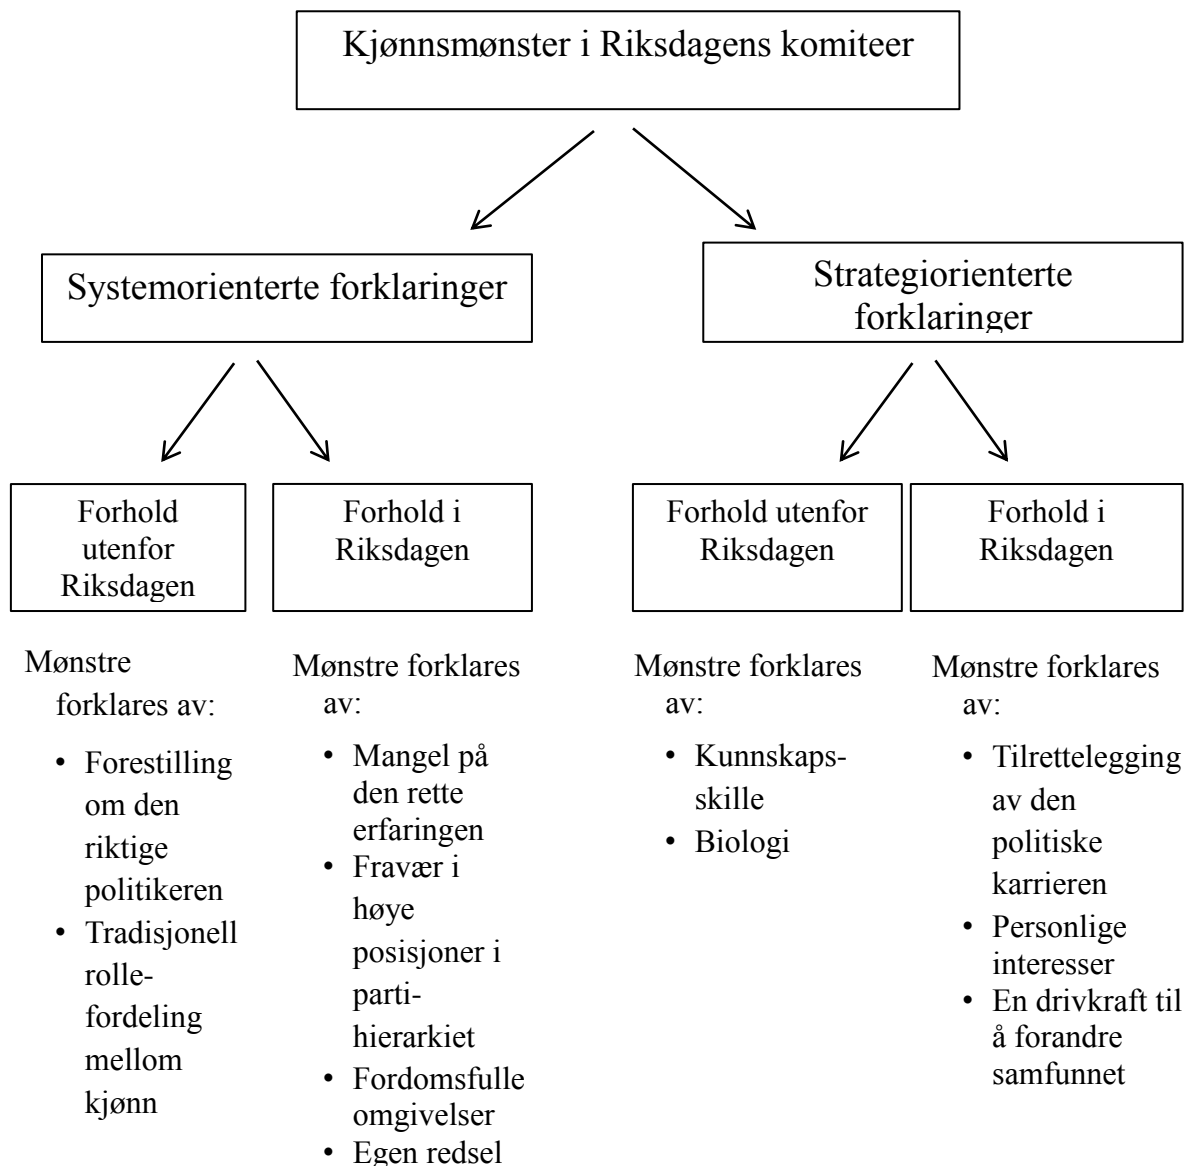 Kjønnsmønster i Riksdagens komiteer
Systemorienterte forklaringer
Strategiorienterte
forklaringer
Forhold
utenfor
Riksdagen
Forhold i
Riksdagen
Forhold utenfor
Riksdagen
Forhold i
Riksdagen
Mønstre
forklares av:
• Forestilling
om den
riktige
politikeren
• Tradisjonell
rolle-
fordeling
mellom
kjønn
Mønstre forklares
av:
• Mangel på
den rette
erfaringen
• Fravær i
høye
posisjoner i
parti-
hierarkiet
• Fordomsfulle
omgivelser
• Egen redsel
Mønstre forklares
av:
• Kunnskaps-
skille
• Biologi
Mønstre forklares
av:
• Tilrettelegging
av den
politiske
karrieren
• Personlige
interesser
• En drivkraft til
å forandre
samfunnet